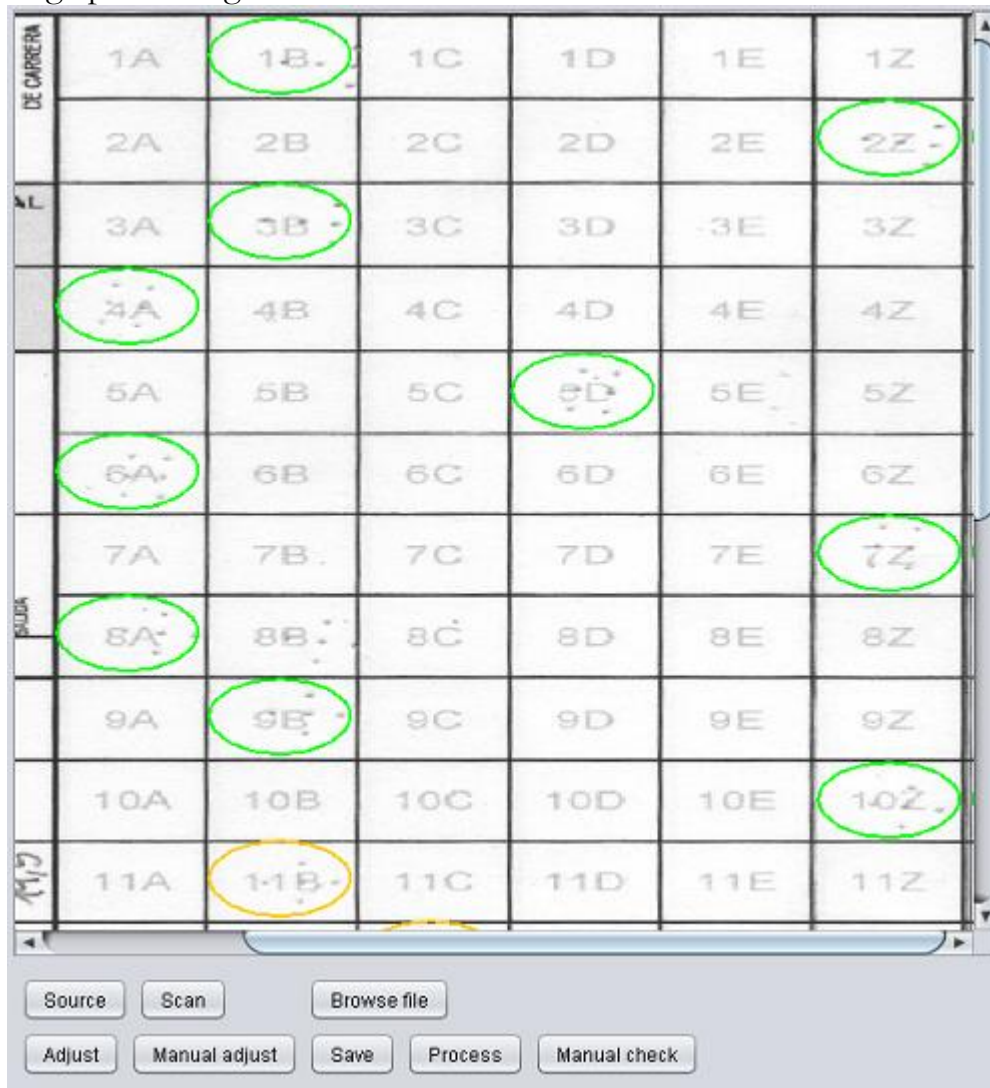 DE CARRERA
1A 1B 1C 1D 1E 1Z
2A 2B 2C 2D 2E 2Z
3A 3B 3C 3D 3E 3Z
4A 4B 4C 4D 4E 4Z
5A 5B 5C 5D 5E 5Z
6A 6B 6C 6D 6E 6Z
7A 7B 7C 7D 7E 7Z
SALIDA
8A 8B 8C 8D 8E 8Z
9A 9B 9C 9D 9E 9Z
10A 10B 10C 10D 10E 10Z
11A 11B 11C 11D 11E 11Z
Source Scan Browse file
Adjust Manual adjust Save Process Manual check